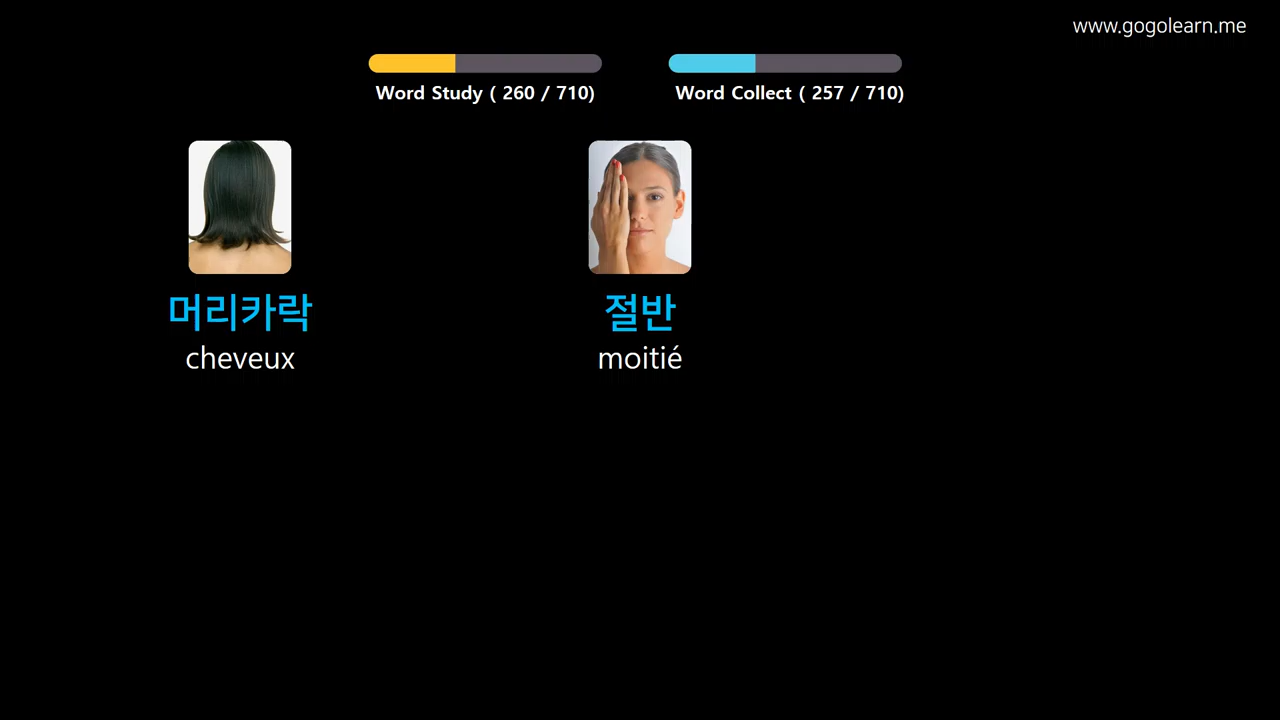 www.gogolearn.me
Word Study ( 260 / 710)
Word Collect ( 257 / 710)
머리카락
cheveux
절반
moitié